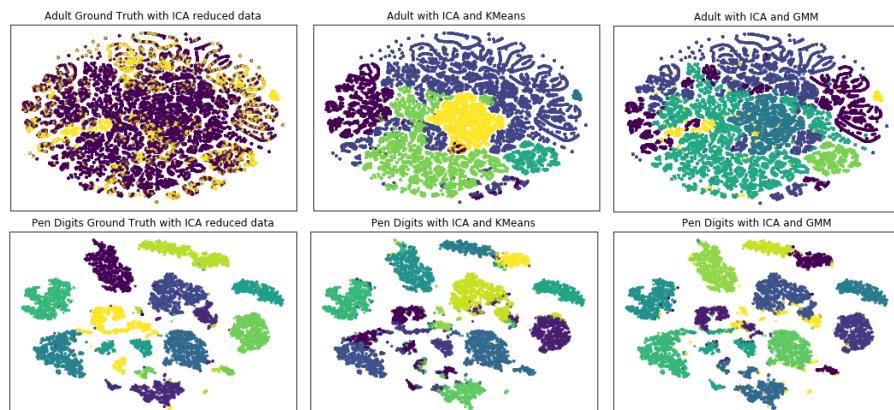 Adult Ground Truth with ICA reduced data
Adult with ICA and KMeans
Adult with ICA and GMM
Pen Digits Ground Truth with ICA reduced data
Pen Digits with ICA and KMeans
Pen Digits with ICA and GMM